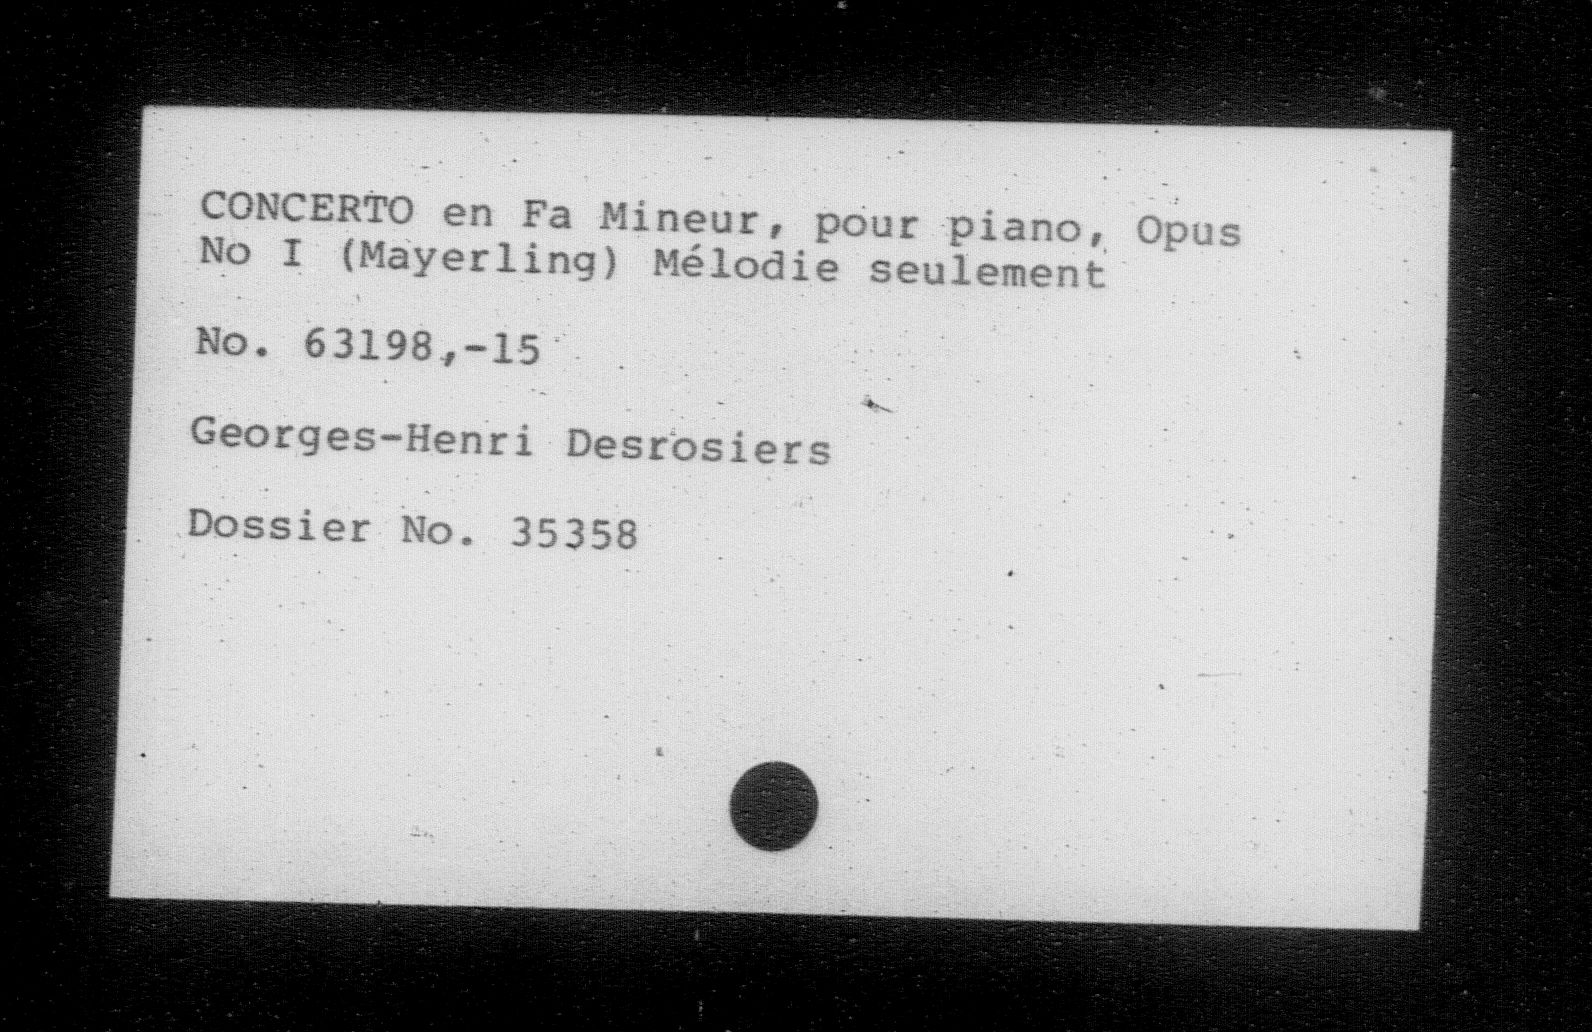 CONCERTO en Fa Mineur, pour piano, Opus
No I (Mayerling) Mélodie seulement
No. 63198,-15
Georges-Henri Desrosiers
Dossier No. 35358